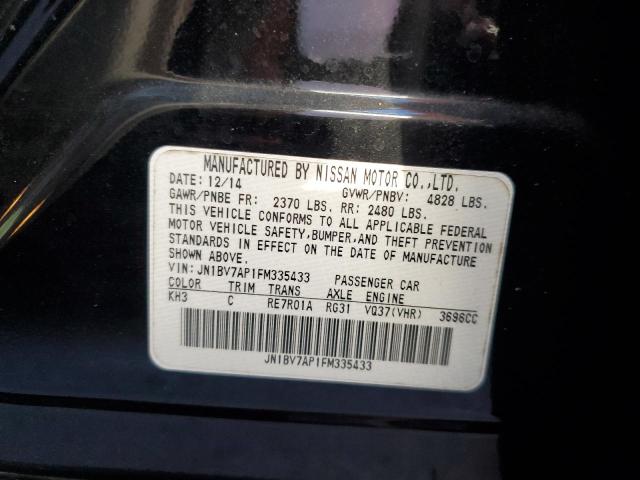 MANUFACTURED BY NISSAN MOTOR CO.,LTD.
DATE: 12/14 GVWR/PNBV: 4828 LBS.
GAWR/PNBE FR: 2370 LBS. RR: 2480 LBS.
THIS VEHICLE CONFORMS TO ALL APPLICABLE FEDERAL
MOTOR VEHICLE SAFETY, BUMPER, AND THEFT PREVENTION
STANDARDS IN EFFECT ON THE DATE OF MANUFACTURE
SHOWN ABOVE.
VIN: JN1BV7AP1FM335433 PASSENGER CAR
COLOR TRIM TRANS AXLE ENGINE
KH3 C RE7R01A RG31 VQ37(VHR) 3696CC
JN1BV7AP1FM335433